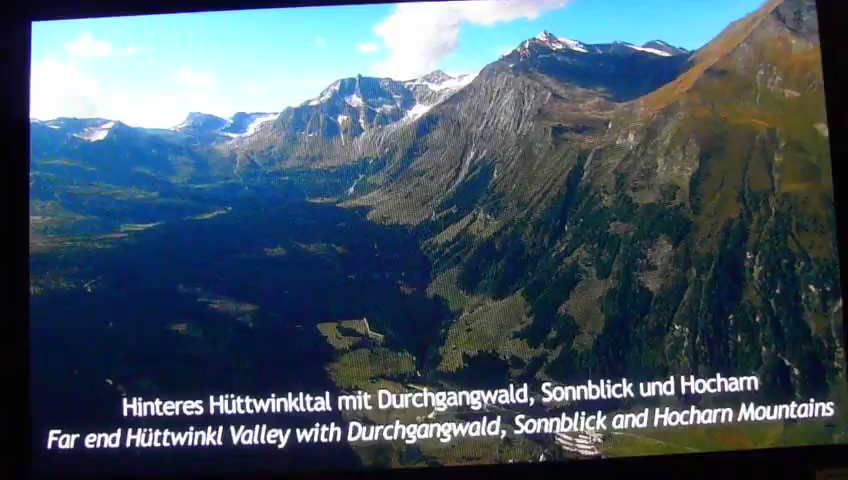 Hinteres Hüttwinkltal mit Durchgangwald, Sonnblick und Hocharn
Far end Hüttwinkl Valley with Durchgangwald, Sonnblick and Hocharn Mountains